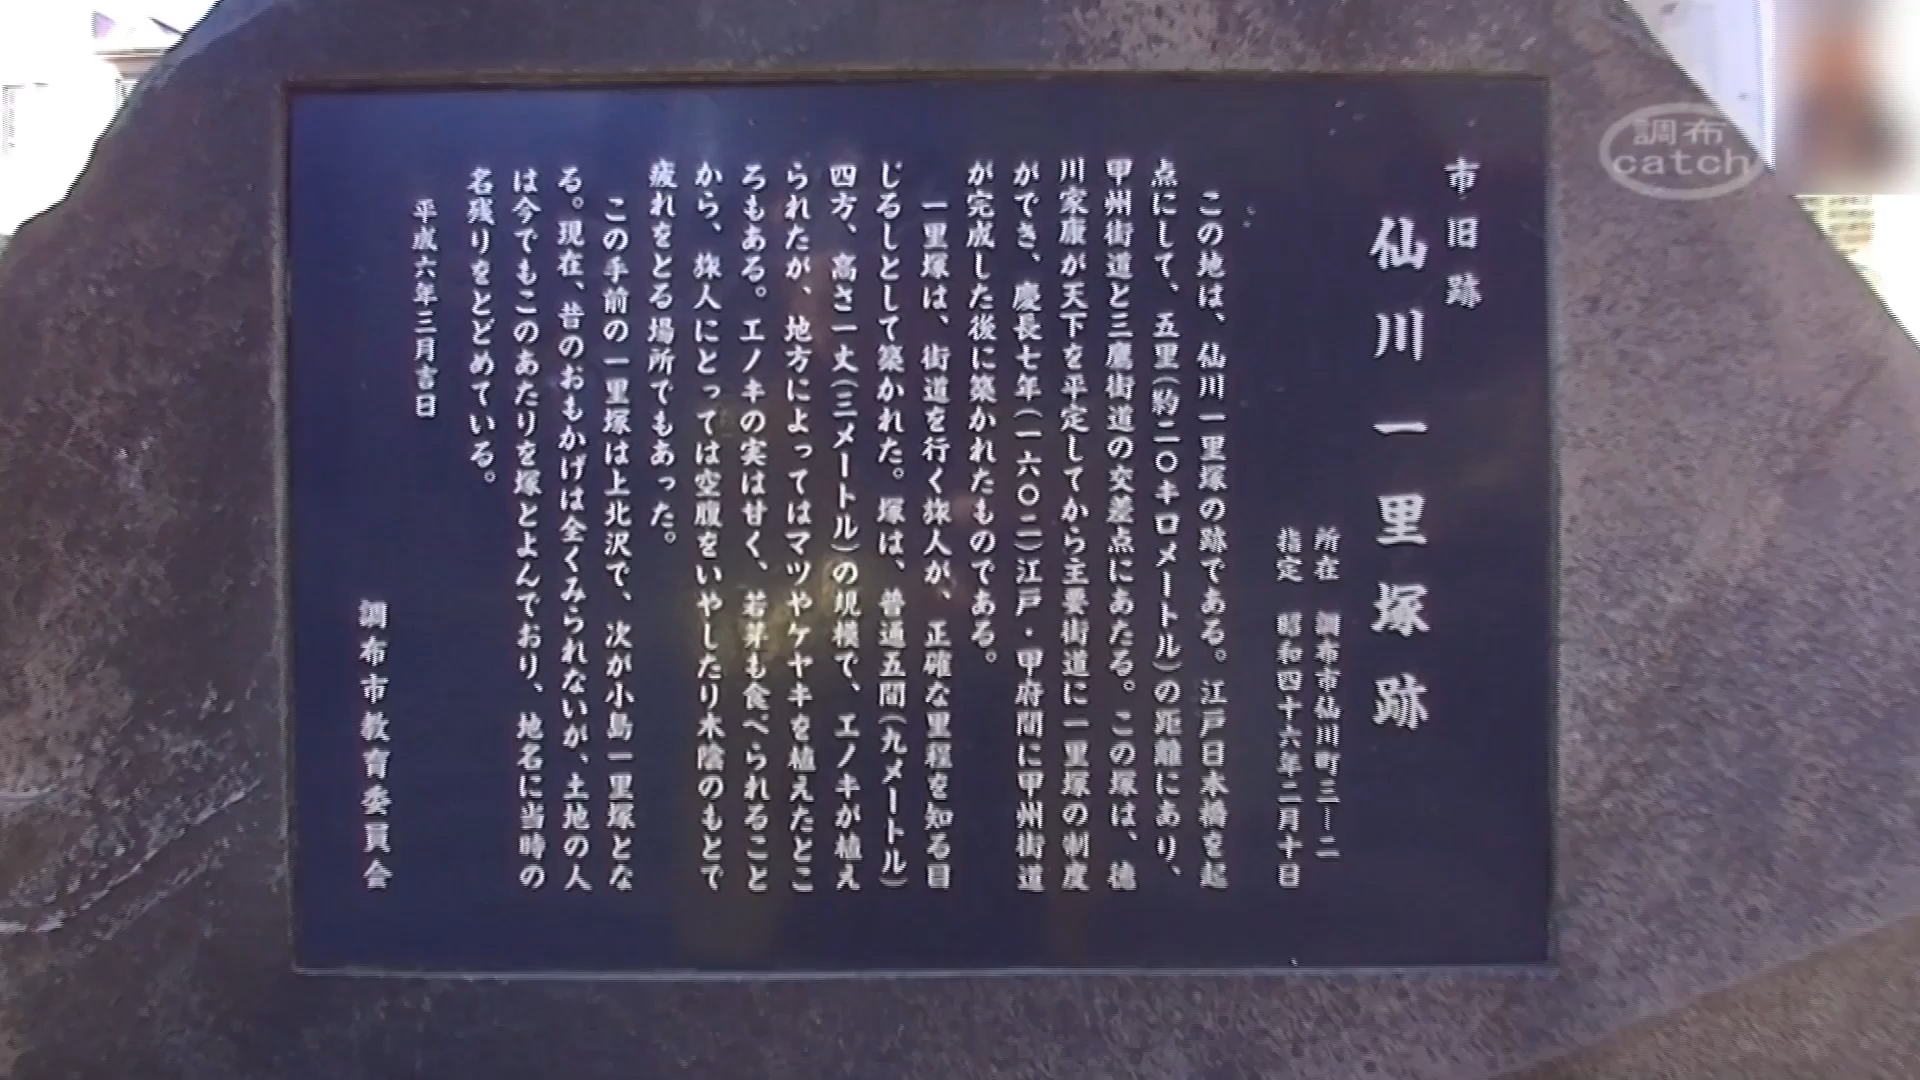 市旧跡
仙川一里塚跡
所在　調布市仙川町三―二
指定　昭和四十六年二月十日
この地は、仙川一里塚の跡である。江戸日本橋を起
点にして、五里(約二〇キロメートル)の距離にあり、
甲州街道と三鷹街道の交差点にあたる。この塚は、徳
川家康が天下を平定してから主要街道に一里塚の制度
ができ、慶長七年(一六〇二)江戸・甲府間に甲州街道
が完成した後に築かれたものである。
一里塚は、街道を行く旅人が、正確な里程を知る目
じるしとして築かれた。塚は、普通五間(九メートル)
四方、高さ一丈(三メートル)の規模で、エノキが植え
られたが、地方によってはマツやケヤキを植えたとこ
ろもある。エノキの実は甘く、若芽も食べられること
から、旅人にとっては空腹をいやしたり木陰のもとで
疲れをとる場所でもあった。
この手前の一里塚は上北沢で、次が小島一里塚とな
る。現在、昔のおもかげは全くみられないが、土地の人
は今でもこのあたりを塚とよんでおり、地名に当時の
名残りをとどめている。
平成六年三月吉日
調布市教育委員会
調布
catch